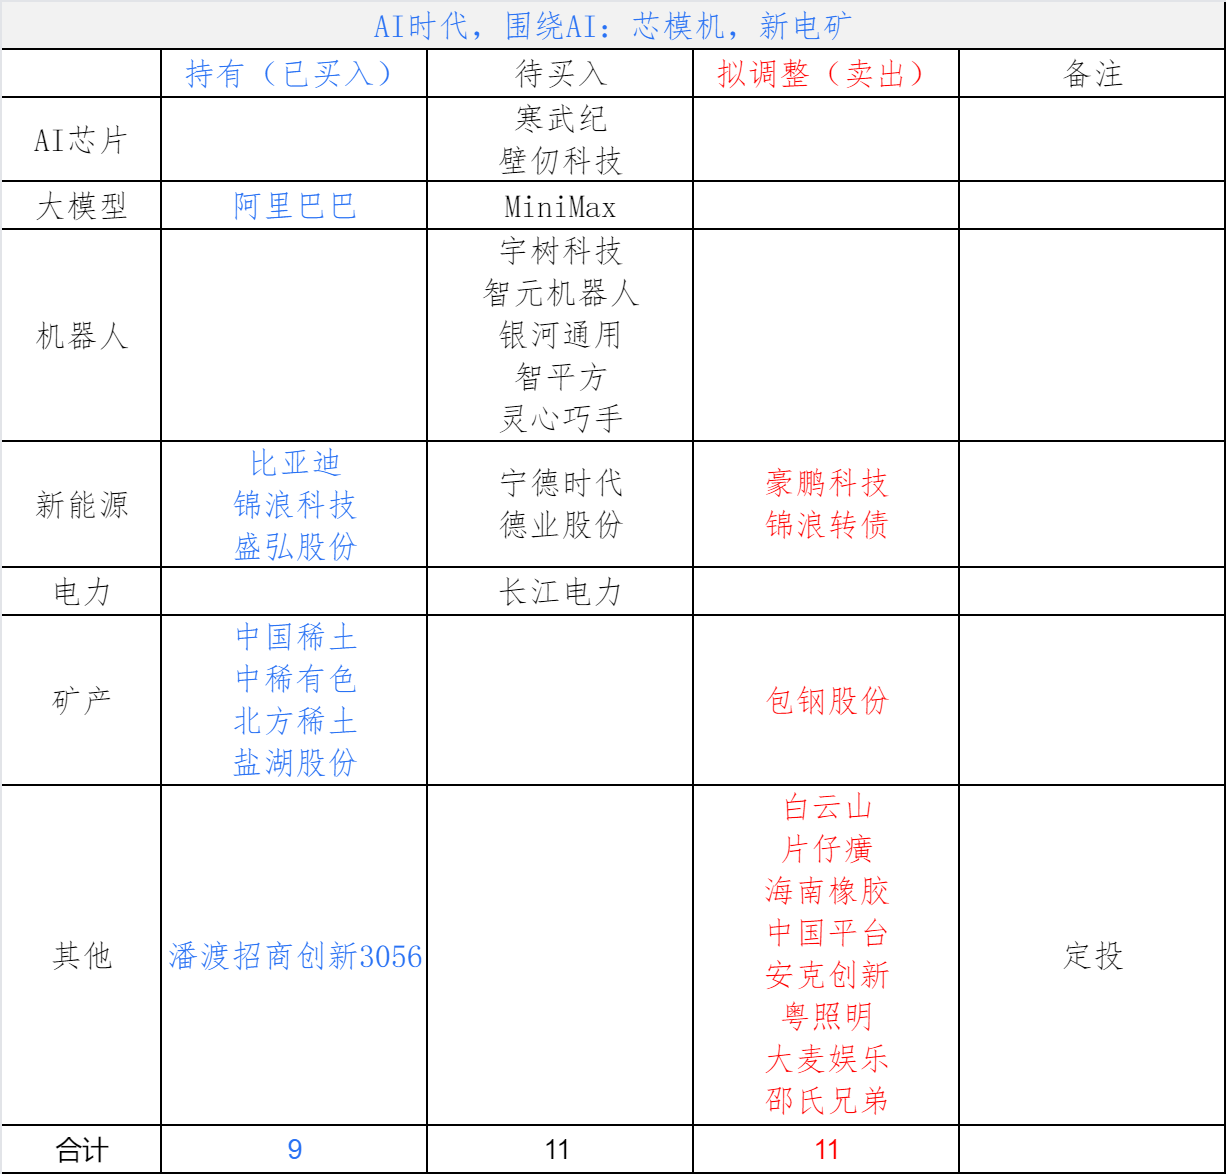 AI时代，围绕AI：芯模机，新电矿
持有（已买入）
待买入
拟调整（卖出）
备注
AI芯片
寒武纪
壁仞科技
大模型
阿里巴巴
MiniMax
机器人
宇树科技
智元机器人
银河通用
智平方
灵心巧手
新能源
比亚迪
锦浪科技
盛弘股份
宁德时代
德业股份
豪鹏科技
锦浪转债
电力
长江电力
矿产
中国稀土
中稀有色
北方稀土
盐湖股份
包钢股份
其他
潘渡招商创新3056
白云山
片仔癀
海南橡胶
中国平台
安克创新
粤照明
大麦娱乐
邵氏兄弟
定投
合计
9
11
11